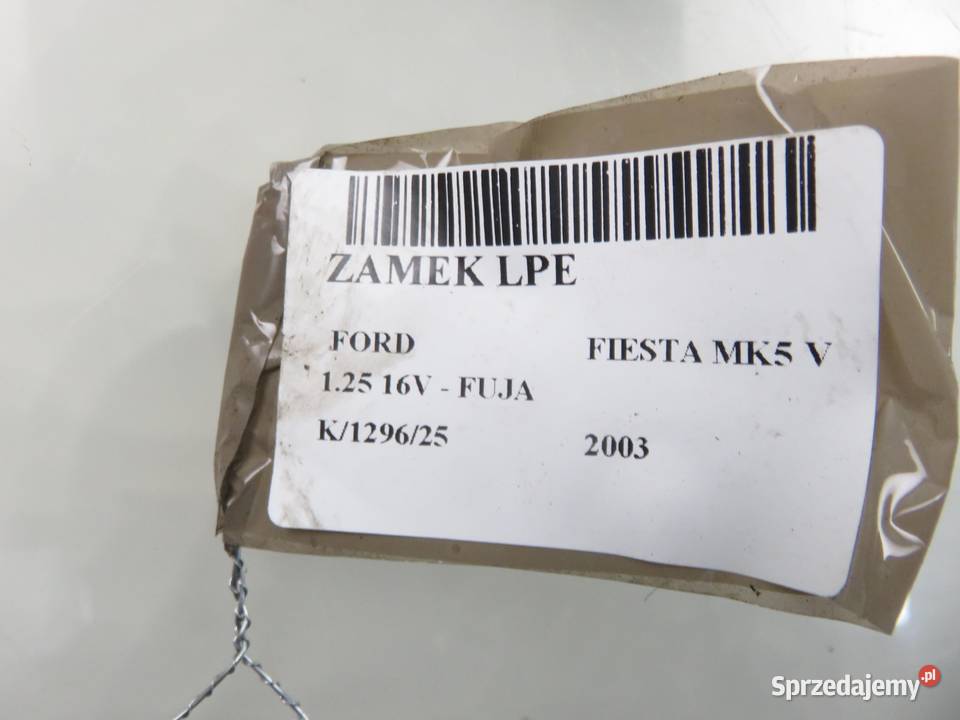 ZAMEK LPE
FORD FIESTA MK5 V
1.25 16V - FUJA
K/1296/25 2003
Sprzedajemy.pl